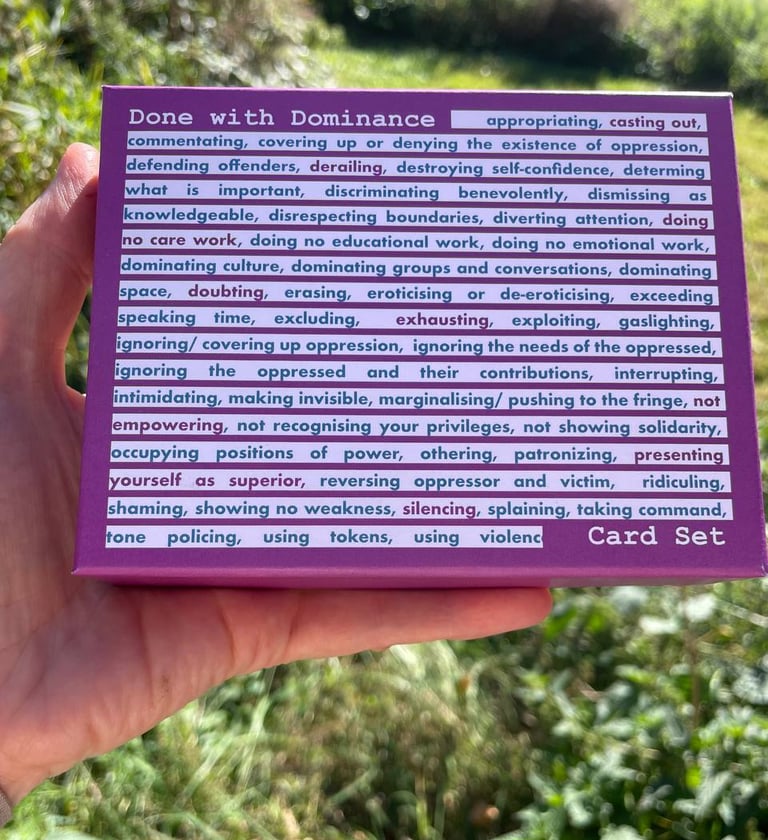 Done with Dominance appropriating, casting out,
commentating, covering up or denying the existence of oppression,
defending offenders, derailing, destroying self-confidence, determing
what is important, discriminating benevolently, dismissing as
knowledgeable, disrespecting boundaries, diverting attention, doing
no care work, doing no educational work, doing no emotional work,
dominating culture, dominating groups and conversations, dominating
space, doubting, erasing, eroticising or de-eroticising, exceeding
speaking time, excluding, exhausting, exploiting, gaslighting,
ignoring/ covering up oppression, ignoring the needs of the oppressed,
ignoring the oppressed and their contributions, interrupting,
intimidating, making invisible, marginalising/ pushing to the fringe, not
empowering, not recognising your privileges, not showing solidarity,
occupying positions of power, othering, patronizing, presenting
yourself as superior, reversing oppressor and victim, ridiculing,
shaming, showing no weakness, silencing, splaining, taking command,
tone policing, using tokens, using violenc Card Set